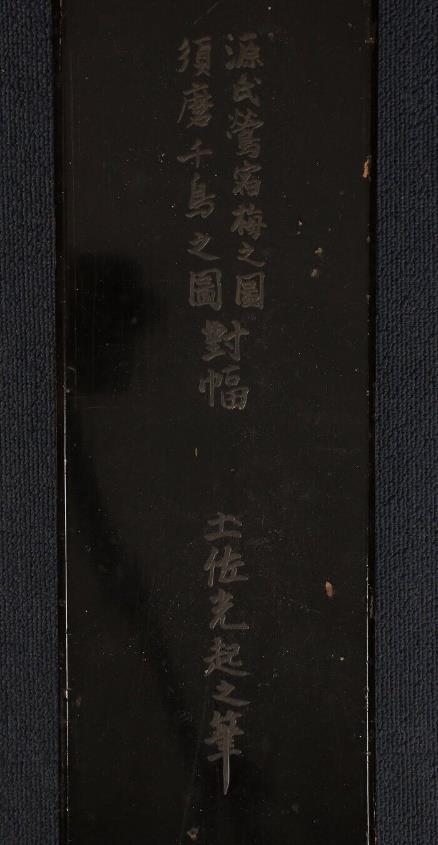 源氏鶯宿梅之圖
須磨千鳥之圖
對幅
土佐光起之筆